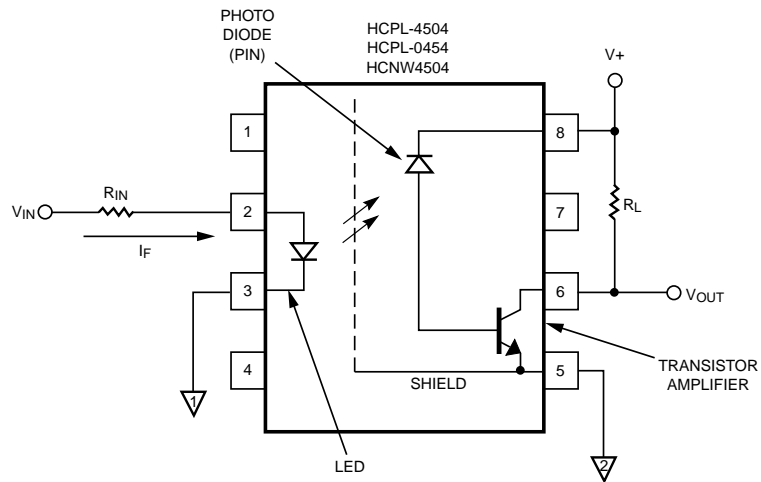 PHOTO
DIODE
(PIN)
HCPL-4504
HCPL-0454
HCNW4504
V+
1
8
RIN
VIN
2
7
RL
IF
3
6
VOUT
4
5
SHIELD
TRANSISTOR
AMPLIFIER
1
LED
2